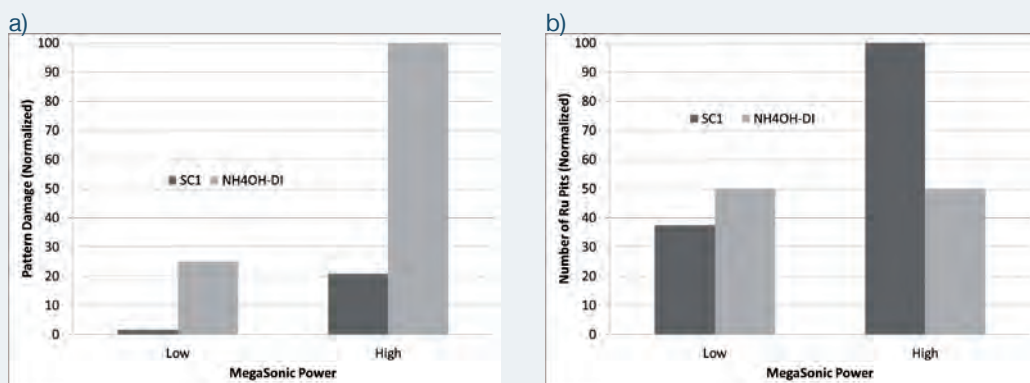 a)
100
90
80
70
60
50
40
30
20
10
0
Pattern Damage (Normalized)
SC1 NH4OH-DI
Low High
MegaSonic Power
b)
100
90
80
70
60
50
40
30
20
10
0
Number of Ru Pits (Normalized)
SC1 NH4OH-DI
Low High
MegaSonic Power